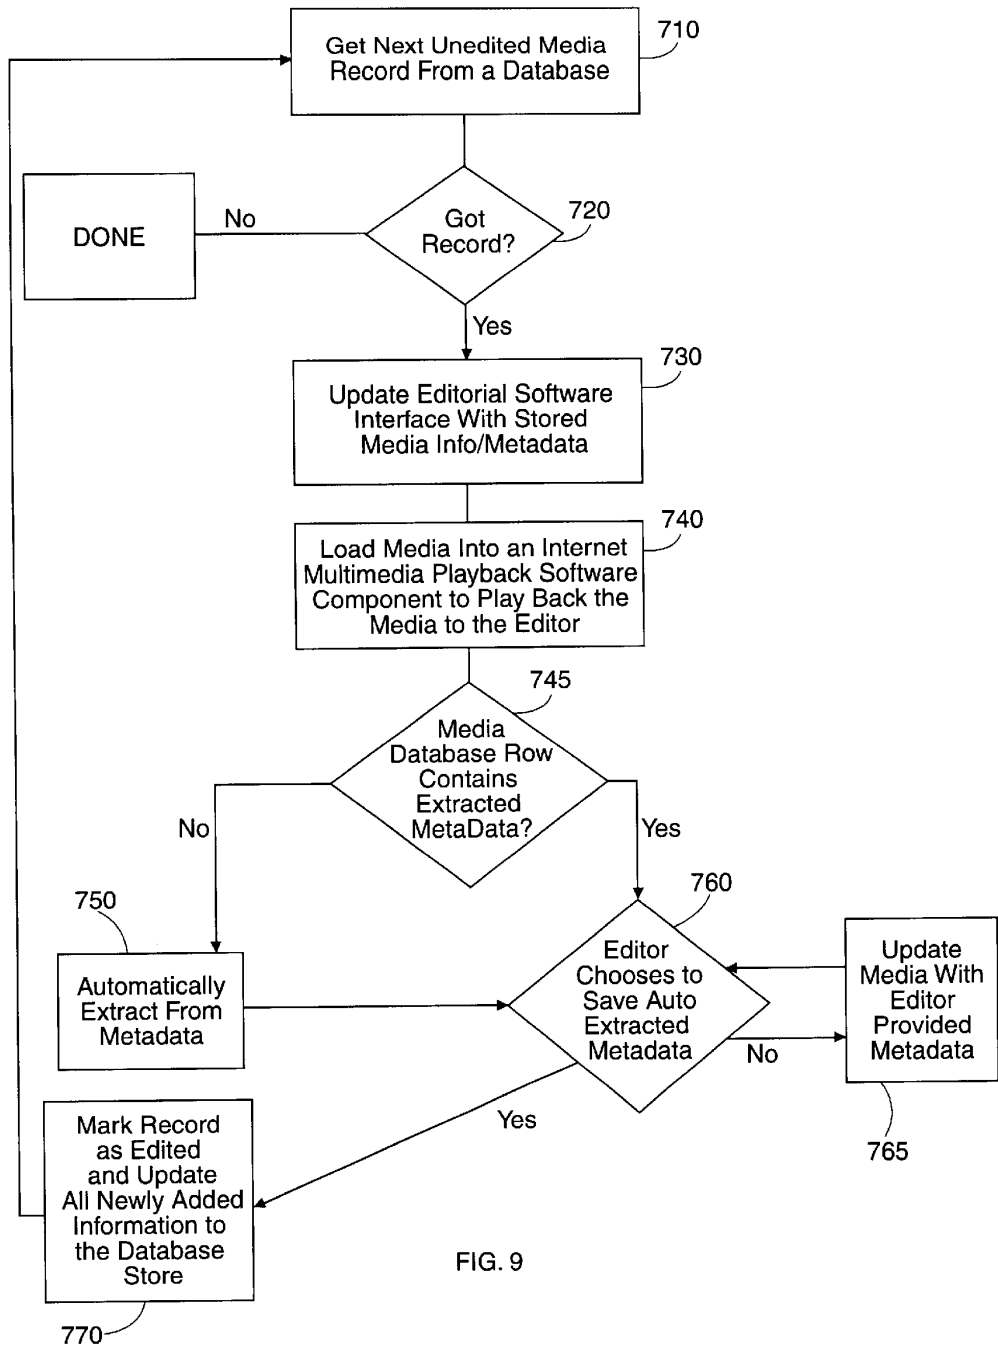 Get Next Unedited Media
Record From a Database
710
DONE
No
Got
Record?
720
Yes
Update Editorial Software
Interface With Stored
Media Info/Metadata
730
Load Media Into an Internet
Multimedia Playback Software
Component to Play Back the
Media to the Editor
740
Media
Database Row
Contains
Extracted
MetaData?
745
No
Yes
750
Automatically
Extract From
Metadata
760
Editor
Chooses to
Save Auto
Extracted
Metadata
No
Update
Media With
Editor
Provided
Metadata
765
Yes
Mark Record
as Edited
and Update
All Newly Added
Information to
the Database
Store
770
FIG. 9